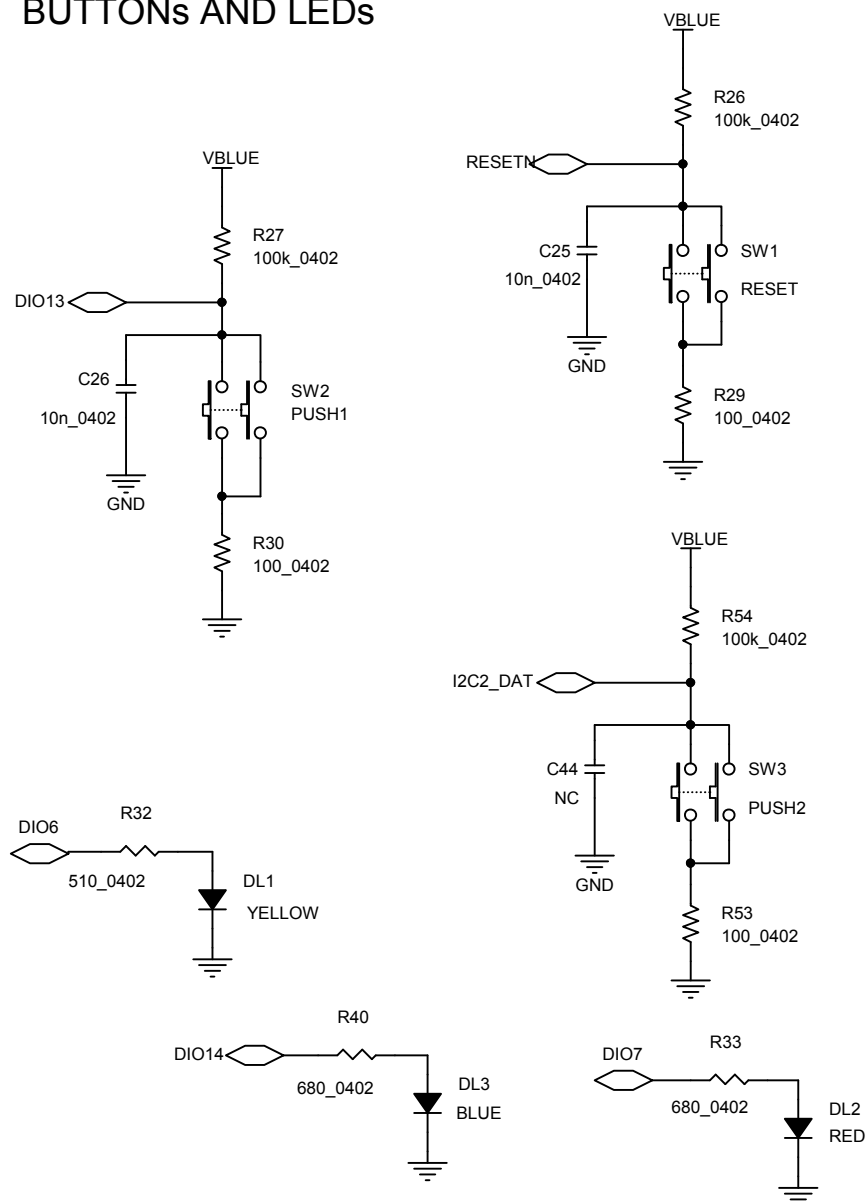 BUTTONs AND LEDs
VBLUE
R26
100k_0402
RESETN
C25
10n_0402
SW1
RESET
GND
R29
100_0402
VBLUE
R27
100k_0402
DIO13
C26
10n_0402
SW2
PUSH1
GND
R30
100_0402
VBLUE
R54
100k_0402
I2C2_DAT
C44
NC
SW3
PUSH2
GND
R53
100_0402
DIO6
R32
510_0402
DL1
YELLOW
DIO14
R40
680_0402
DL3
BLUE
DIO7
R33
680_0402
DL2
RED